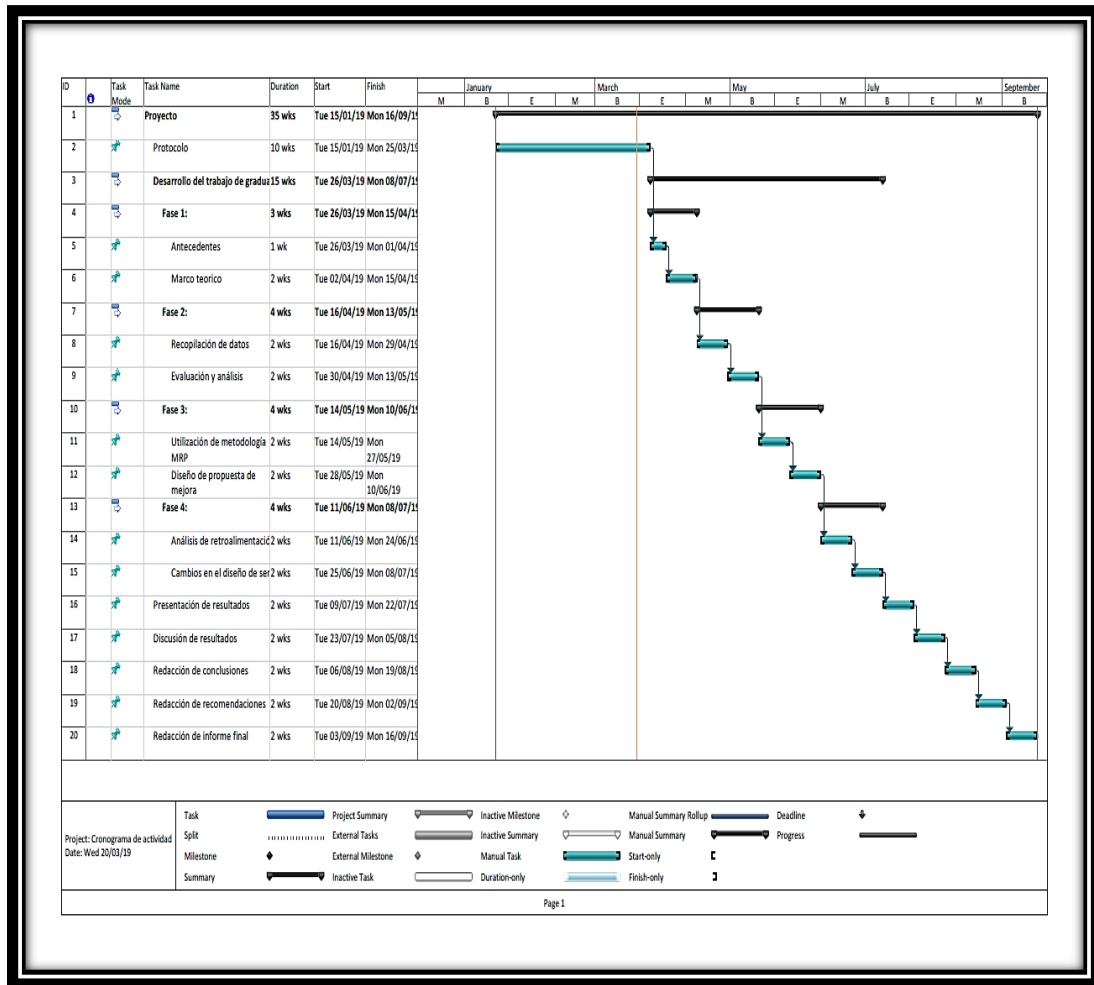 ID Task Mode Task Name Duration Start Finish January March May July September
M B E M B E M B E M B E M B
1 Proyecto 35 wks Tue 15/01/19 Mon 16/09/19
2 Protocolo 10 wks Tue 15/01/19 Mon 25/03/19
3 Desarrollo del trabajo de gradua 15 wks Tue 26/03/19 Mon 08/07/19
4 Fase 1: 3 wks Tue 26/03/19 Mon 15/04/19
5 Antecedentes 1 wk Tue 26/03/19 Mon 01/04/19
6 Marco teorico 2 wks Tue 02/04/19 Mon 15/04/19
7 Fase 2: 4 wks Tue 16/04/19 Mon 13/05/19
8 Recopilación de datos 2 wks Tue 16/04/19 Mon 29/04/19
9 Evaluación y análisis 2 wks Tue 30/04/19 Mon 13/05/19
10 Fase 3: 4 wks Tue 14/05/19 Mon 10/06/19
11 Utilización de metodología 2 wks Tue 14/05/19 Mon
MRP 27/05/19
12 Diseño de propuesta de 2 wks Tue 28/05/19 Mon
mejora 10/06/19
13 Fase 4: 4 wks Tue 11/06/19 Mon 08/07/19
14 Análisis de retroalimentació 2 wks Tue 11/06/19 Mon 24/06/19
15 Cambios en el diseño de ser 2 wks Tue 25/06/19 Mon 08/07/19
16 Presentación de resultados 2 wks Tue 09/07/19 Mon 22/07/19
17 Discusión de resultados 2 wks Tue 23/07/19 Mon 05/08/19
18 Redacción de conclusiones 2 wks Tue 06/08/19 Mon 19/08/19
19 Redacción de recomendaciones 2 wks Tue 20/08/19 Mon 02/09/19
20 Redacción de informe final 2 wks Tue 03/09/19 Mon 16/09/19
Project: Cronograma de actividad
Date: Wed 20/03/19
Task Project Summary Inactive Milestone Manual Summary Rollup Deadline
Split External Tasks Inactive Summary Manual Summary Progress
Milestone External Milestone Manual Task Start-only
Summary Inactive Task Duration-only Finish-only
Page 1